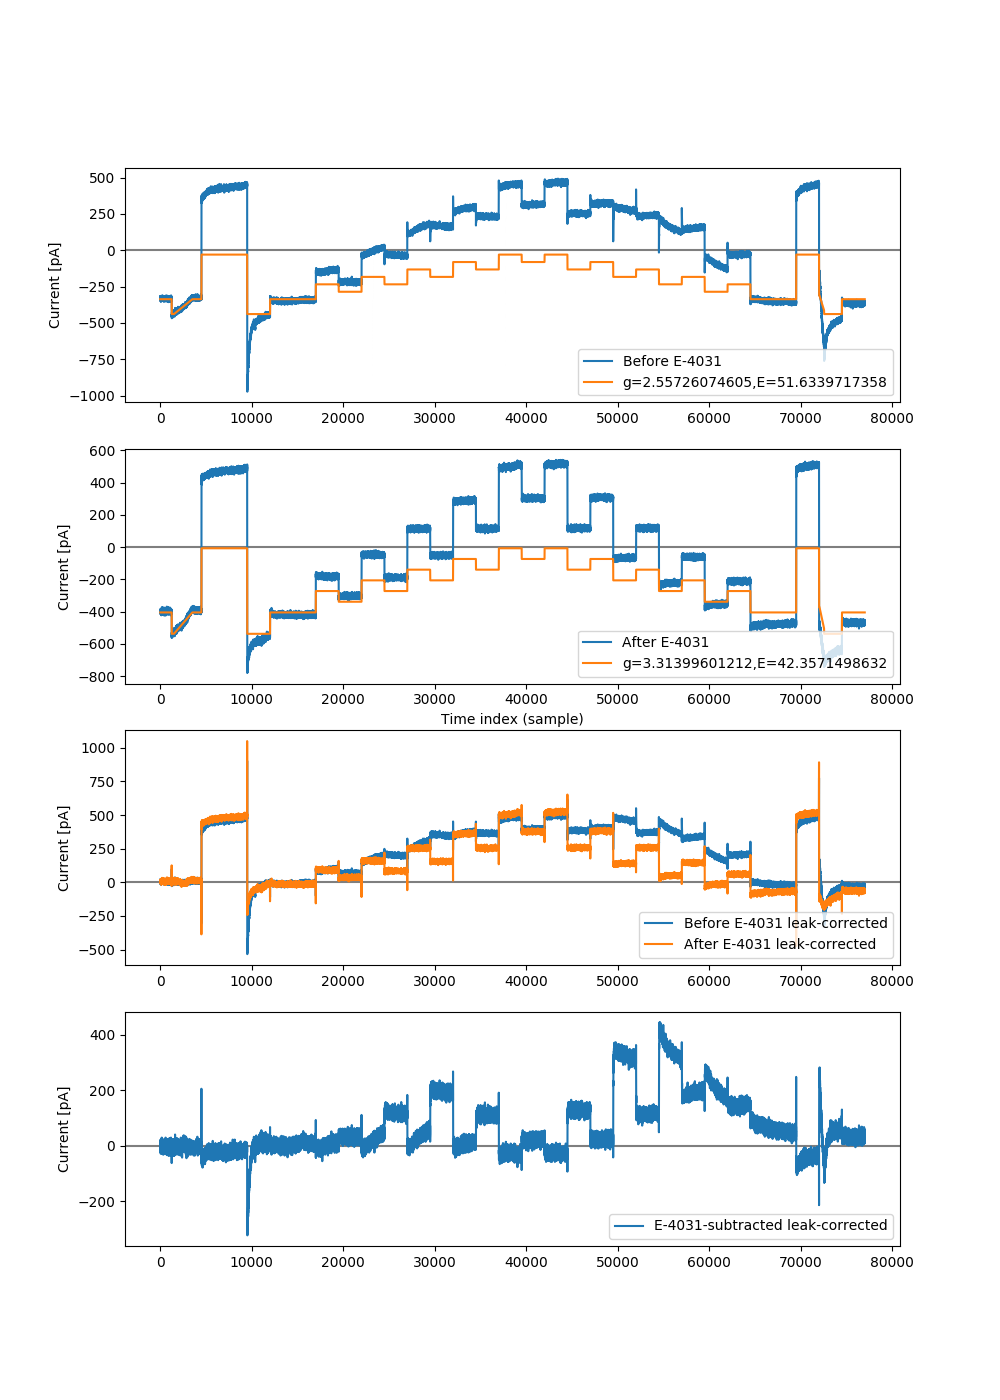 500
250
0
−250
−500
−750
−1000
Current [pA]
Before E-4031
g=2.55726074605,E=51.6339717358
0 10000 20000 30000 40000 50000 60000 70000 80000
600
400
200
0
−200
−400
−600
−800
Current [pA]
After E-4031
g=3.31399601212,E=42.3571498632
0 10000 20000 30000 40000 50000 60000 70000 80000
Time index (sample)
1000
750
500
250
0
−250
−500
Current [pA]
Before E-4031 leak-corrected
After E-4031 leak-corrected
0 10000 20000 30000 40000 50000 60000 70000 80000
400
200
0
−200
Current [pA]
E-4031-subtracted leak-corrected
0 10000 20000 30000 40000 50000 60000 70000 80000